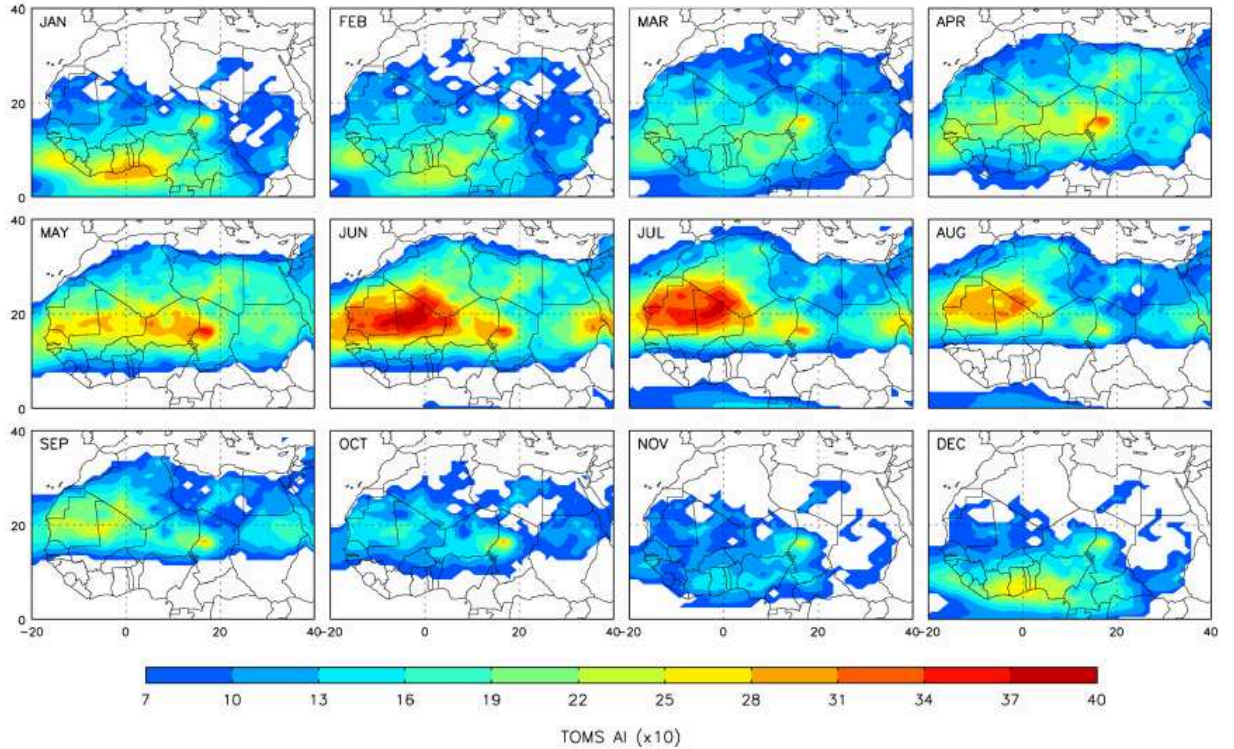 JAN FEB MAR APR
40
20
0
MAY JUN JUL AUG
40
20
0
SEP OCT NOV DEC
40
20
0
-20 0 20 40 -20 0 20 40 -20 0 20 40 -20 0 20 40
7 10 13 16 19 22 25 28 31 34 37 40
TOMS AI (x10)